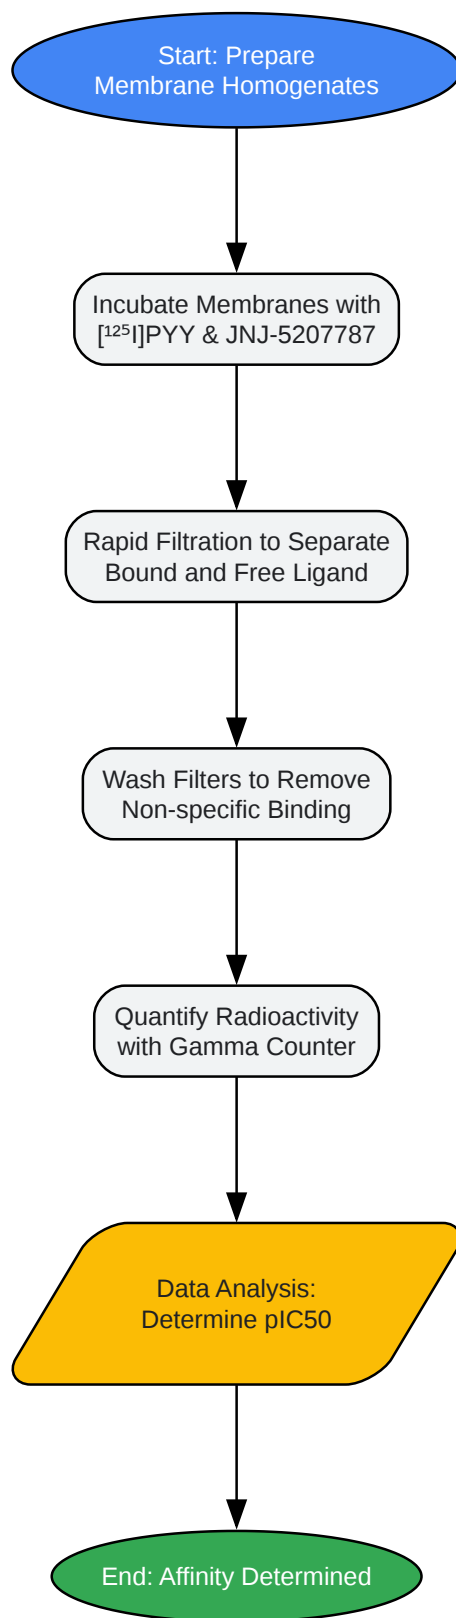 Start: Prepare
Membrane Homogenates
Incubate Membranes with
[¹²⁵I]PYY & JNJ-5207787
Rapid Filtration to Separate
Bound and Free Ligand
Wash Filters to Remove
Non-specific Binding
Quantify Radioactivity
with Gamma Counter
Data Analysis:
Determine pIC50
End: Affinity Determined